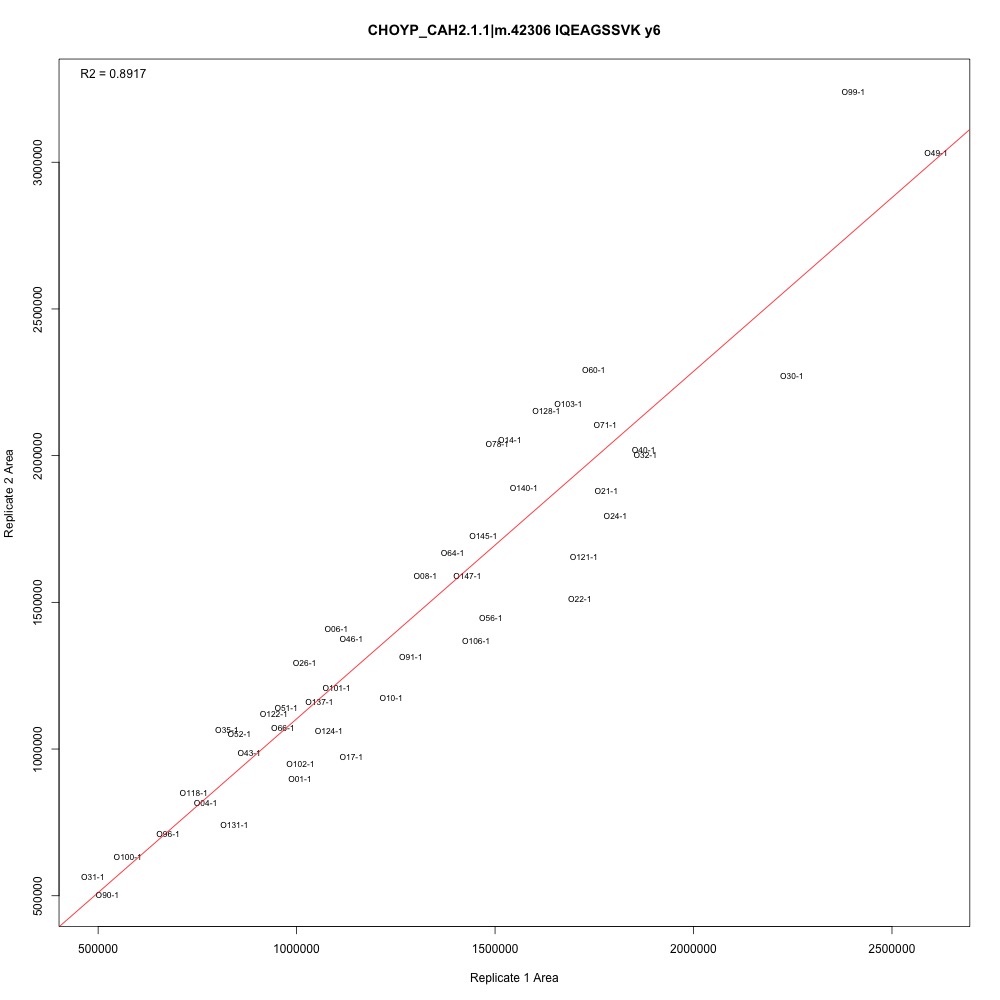 CHOYP_CAH2.1.1|m.42306 IQEAGSSVK y6
R2 = 0.8917
O99-1
O49-1
O60-1
O30-1
O103-1
O128-1
O71-1
O14-1
O78-1
O40-1
O32-1
O140-1
O21-1
O24-1
O145-1
O64-1
O121-1
O08-1
O147-1
O22-1
O56-1
O06-1
O46-1
O106-1
O91-1
O26-1
O101-1
O10-1
O137-1
O51-1
O122-1
O66-1
O35-1
O52-1
O124-1
O43-1
O17-1
O102-1
O01-1
O118-1
O04-1
O131-1
O96-1
O100-1
O31-1
O90-1
3000000
2500000
2000000
1500000
1000000
500000
Replicate 2 Area
500000
1000000
1500000
2000000
2500000
Replicate 1 Area